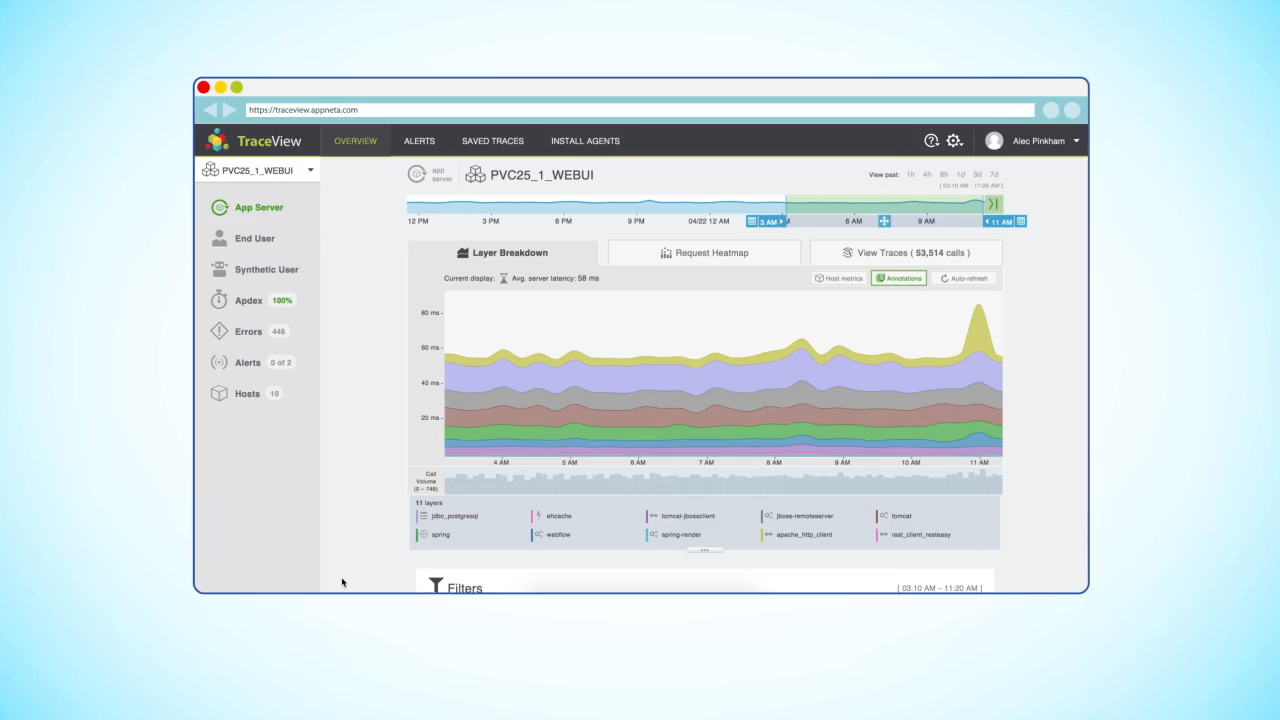 https://traceview.appneta.com
TraceView OVERVIEW ALERTS SAVED TRACES INSTALL AGENTS Alec Pinkham
PVC25_1_WEBUI
App Server
End User
Synthetic User
Apdex 100%
Errors 446
Alerts 0 of 2
Hosts 10
app server PVC25_1_WEBUI
View past: 1h 4h 8h 1d 3d 7d
[ 03:10 AM - 11:20 AM ]
12 PM 3 PM 6 PM 9 PM 04/22 12 AM 3 AM 6 AM 9 AM 11 AM
Layer Breakdown Request Heatmap View Traces ( 53,514 calls )
Current display: Avg. server latency: 58 ms Host metrics Annotations Auto-refresh
80 ms
60 ms
40 ms
20 ms
4 AM 5 AM 6 AM 7 AM 8 AM 9 AM 10 AM 11 AM
Call
Volume
(0 – 748)
11 layers
jdbc_postgresql ehcache tomcat-jbossclient jboss-remoteserver tomcat
spring webflow spring-render apache_http_client rest_client_resteasy
Filters [ 03:10 AM – 11:20 AM ]